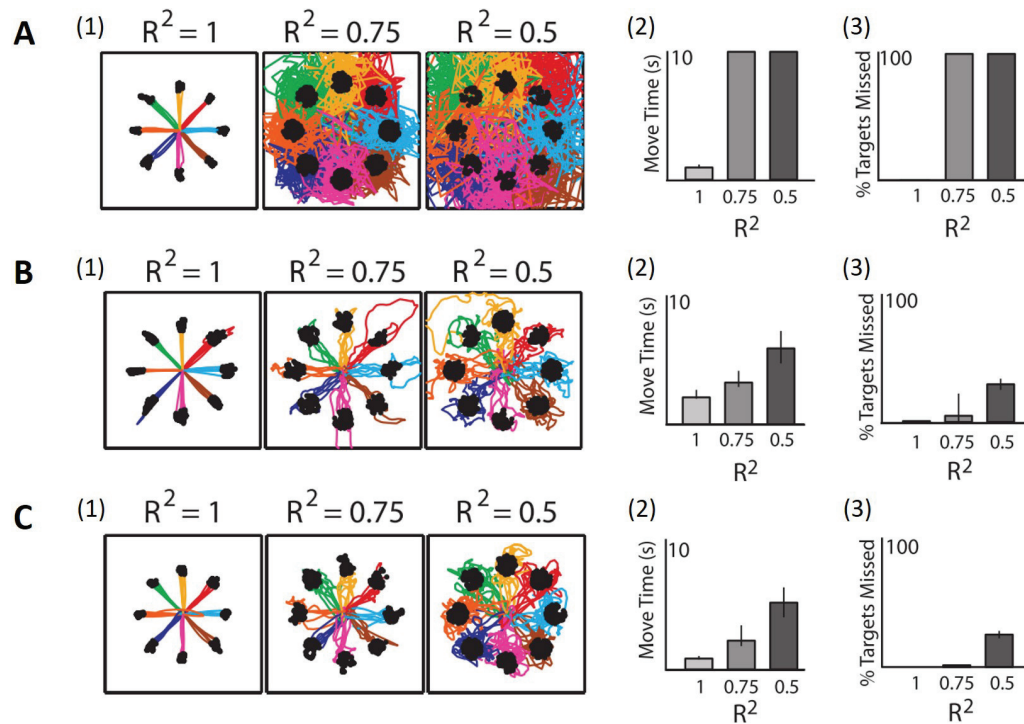 A (1) R² = 1 R² = 0.75 R² = 0.5 (2) (3)
10
Move Time (s)
1 0.75 0.5
R²
100
% Targets Missed
1 0.75 0.5
R²
B (1) R² = 1 R² = 0.75 R² = 0.5 (2) (3)
10
Move Time (s)
1 0.75 0.5
R²
100
% Targets Missed
1 0.75 0.5
R²
C (1) R² = 1 R² = 0.75 R² = 0.5 (2) (3)
10
Move Time (s)
1 0.75 0.5
R²
100
% Targets Missed
1 0.75 0.5
R²